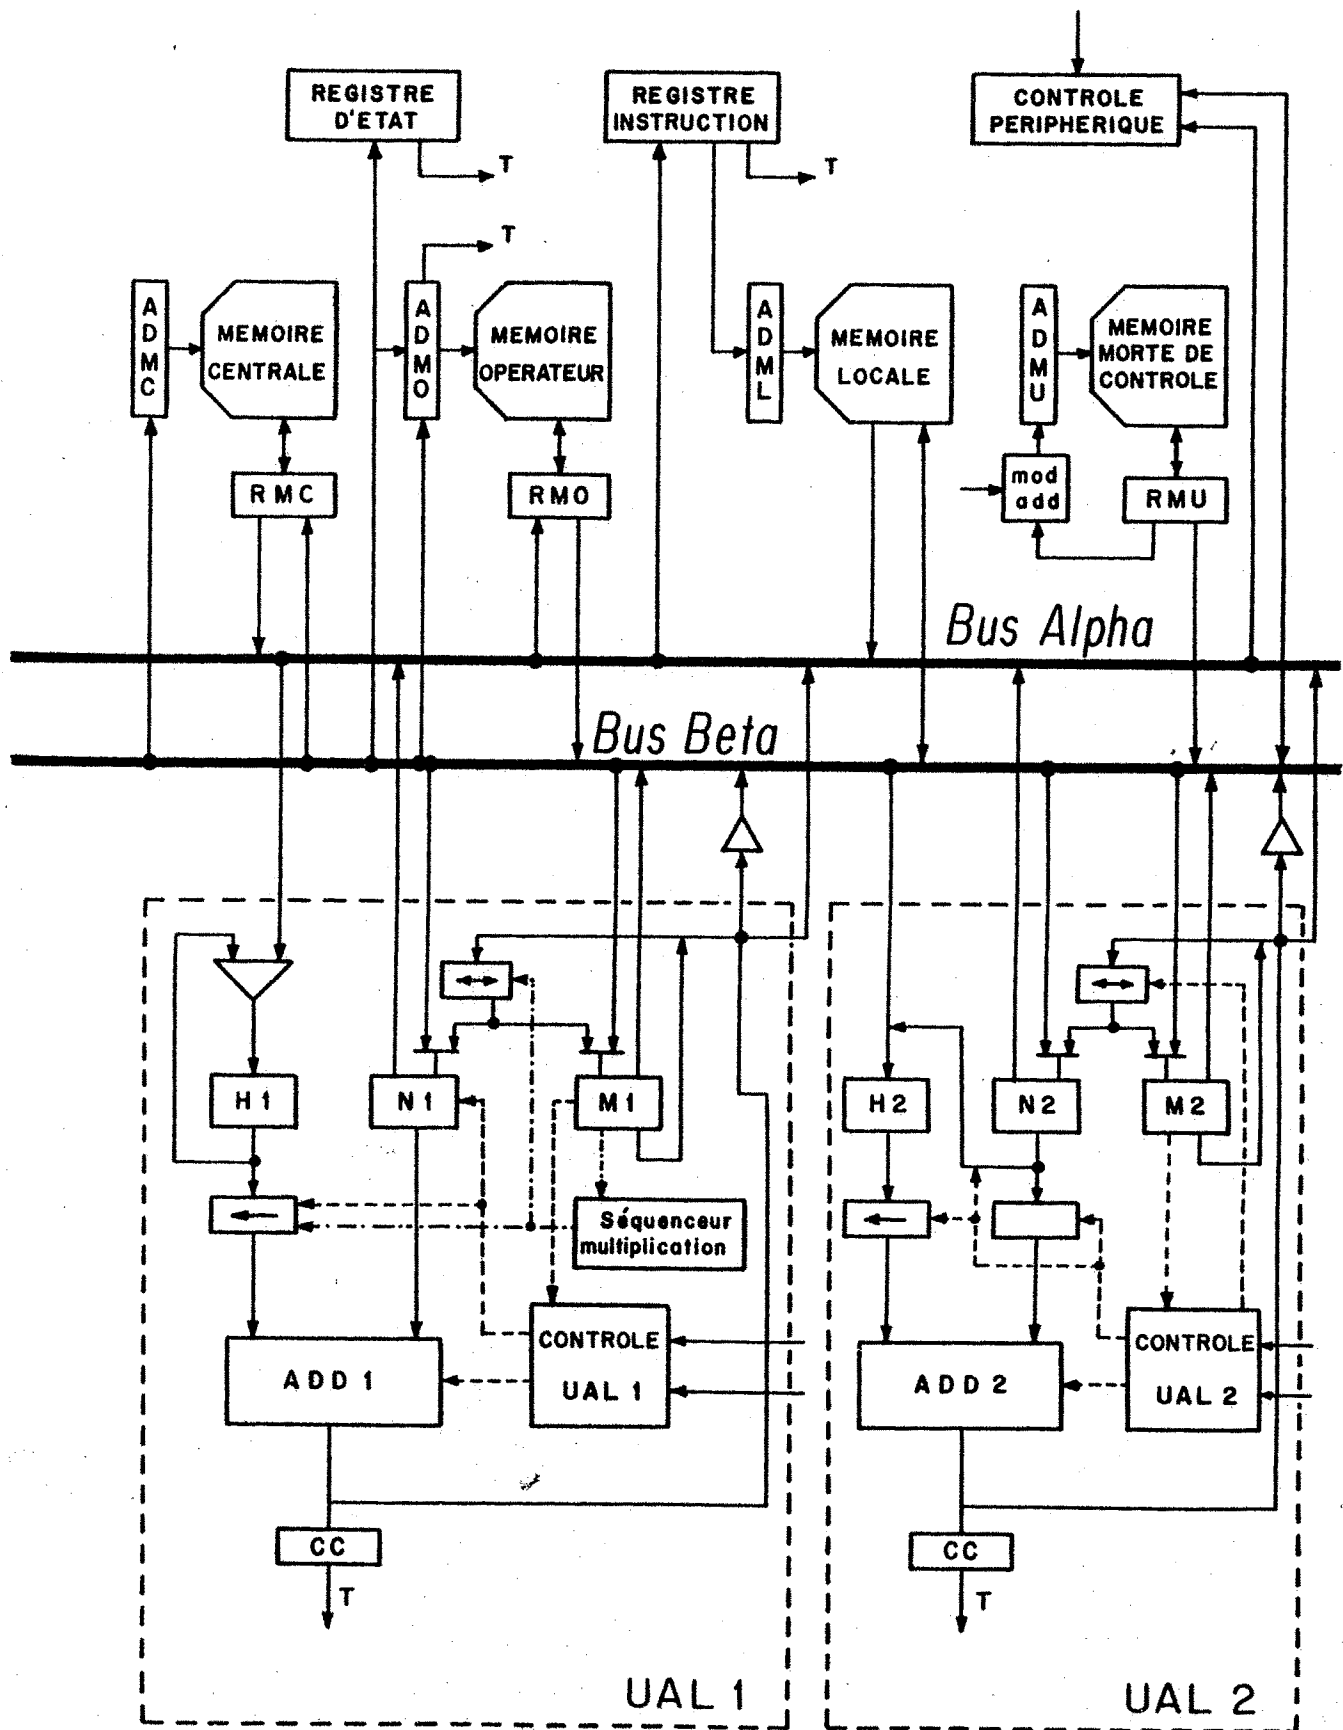 REGISTRE
D'ETAT
T
REGISTRE
INSTRUCTION
T
CONTROLE
PERIPHERIQUE
T
ADMC
MEMOIRE
CENTRALE
ADMO
MEMOIRE
OPERATEUR
ADML
MEMOIRE
LOCALE
ADMU
MEMOIRE
MORTE DE
CONTROLE
RMC
RMO
mod
add
RMU
Bus Alpha
Bus Beta
H1
N1
M1
H2
N2
M2
Séquenceur
multiplication
CONTROLE
UAL 1
ADD 1
CONTROLE
UAL 2
ADD 2
CC
T
CC
T
UAL 1
UAL 2